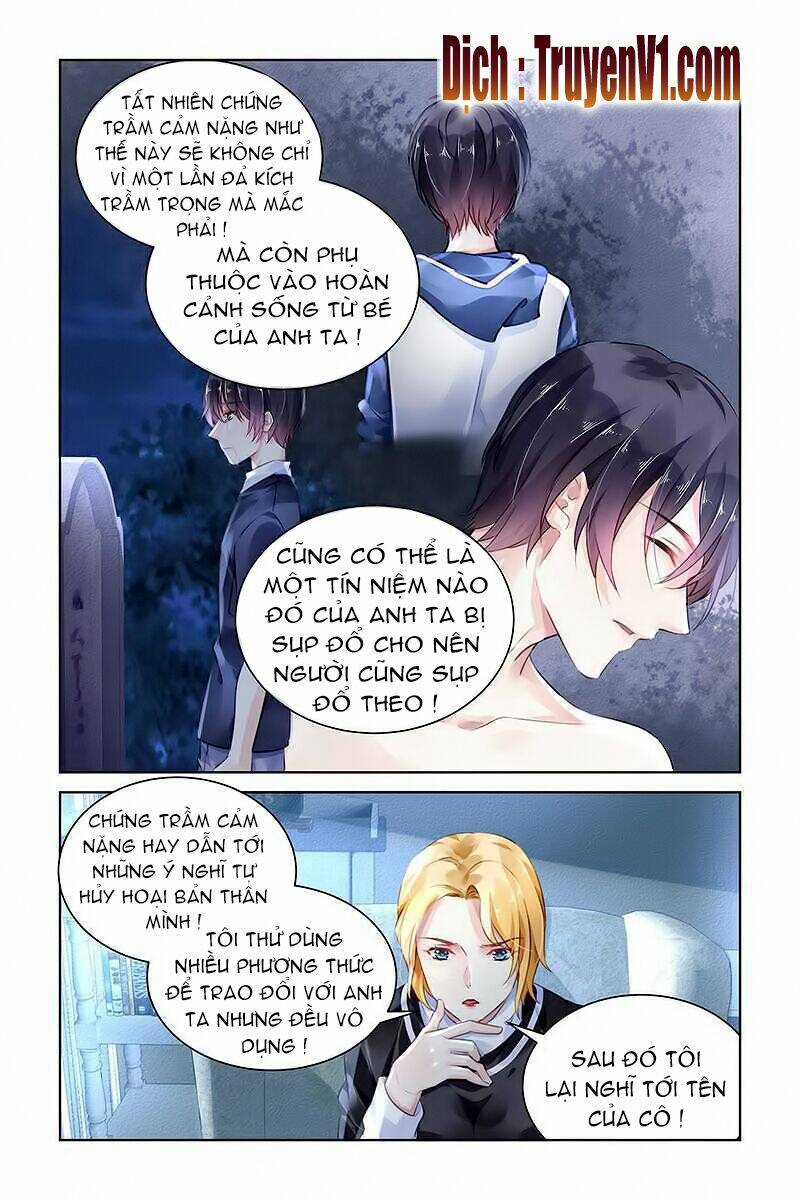 Dịch : TruyenV1.com
TẤT NHIÊN CHỨNG
TRẦM CẢM NẶNG NHƯ
THẾ NÀY SẼ KHÔNG CHỈ
VÌ MỘT LẦN ĐẢ KÍCH
TRẦM TRỌNG MÀ MẮC
PHẢI !
MÀ CÒN PHỤ
THUỘC VÀO HOÀN
CẢNH SỐNG TỪ BÉ
CỦA ANH TA !
CŨNG CÓ THỂ LÀ
MỘT TÍN NIỆM NÀO
ĐÓ CỦA ANH TA BỊ
SỤP ĐỔ CHO NÊN
NGƯỜI CŨNG SỤP
ĐỔ THEO !
CHỨNG TRẦM CẢM
NẶNG HAY DẪN TỚI
NHỮNG Ý NGHĨ TỰ
HỦY HOẠI BẢN THÂN
MÌNH !
TÔI THỬ DÙNG
NHIỀU PHƯƠNG THỨC
ĐỂ TRAO ĐỔI VỚI ANH
TA NHƯNG ĐỀU VÔ
DỤNG !
SAU ĐÓ TÔI
LẠI NGHĨ TỚI TÊN
CỦA CÔ !